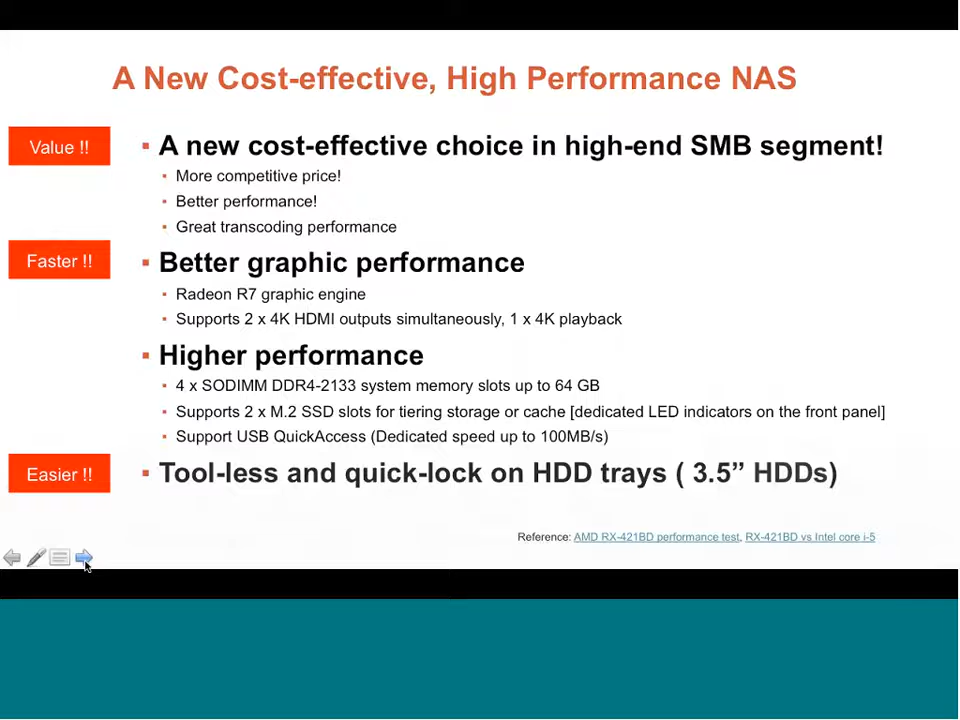 A New Cost-effective, High Performance NAS
Value !!
▪ A new cost-effective choice in high-end SMB segment!
▪ More competitive price!
▪ Better performance!
▪ Great transcoding performance
Faster !!
▪ Better graphic performance
▪ Radeon R7 graphic engine
▪ Supports 2 x 4K HDMI outputs simultaneously, 1 x 4K playback
▪ Higher performance
▪ 4 x SODIMM DDR4-2133 system memory slots up to 64 GB
▪ Supports 2 x M.2 SSD slots for tiering storage or cache [dedicated LED indicators on the front panel]
▪ Support USB QuickAccess (Dedicated speed up to 100MB/s)
Easier !!
▪ Tool-less and quick-lock on HDD trays ( 3.5” HDDs)
Reference: AMD RX-421BD performance test, RX-421BD vs Intel core i-5